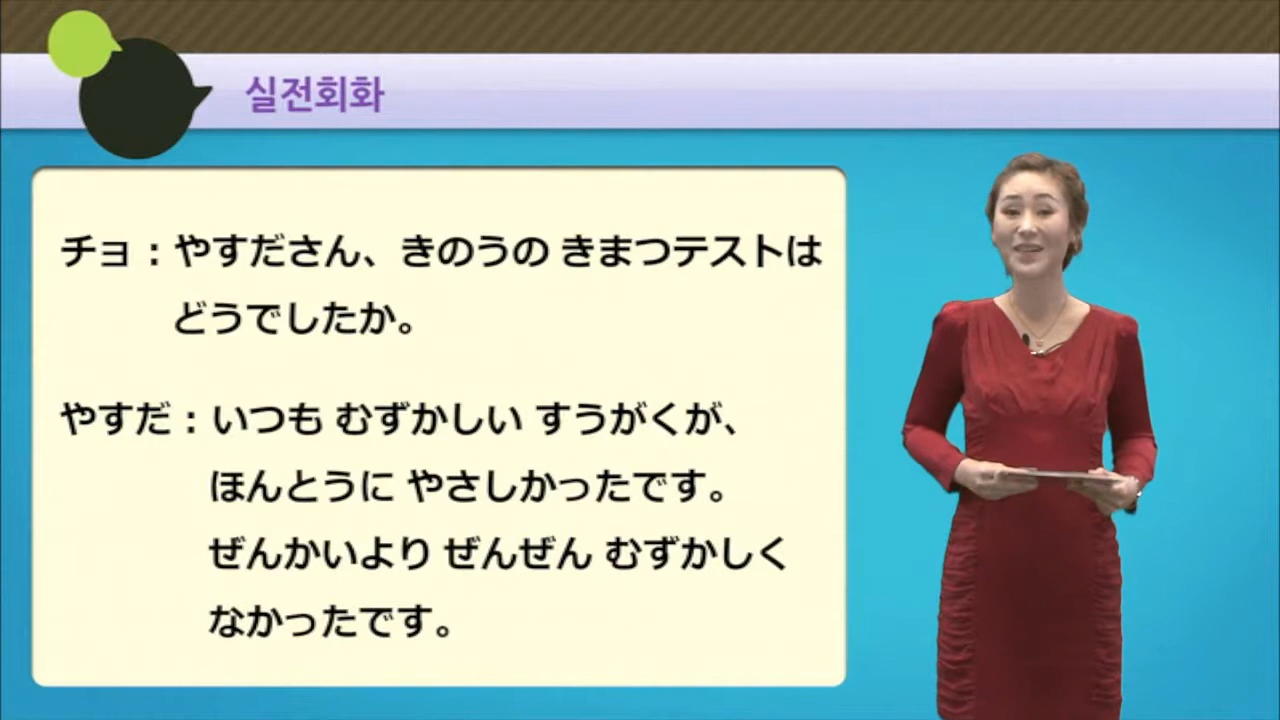 실전회화
チョ : やすださん、きのうの きまつテストは
どうでしたか。
やすだ : いつも むずかしい すうがくが、
ほんとうに やさしかったです。
ぜんかいより ぜんぜん むずかしく
なかったです。